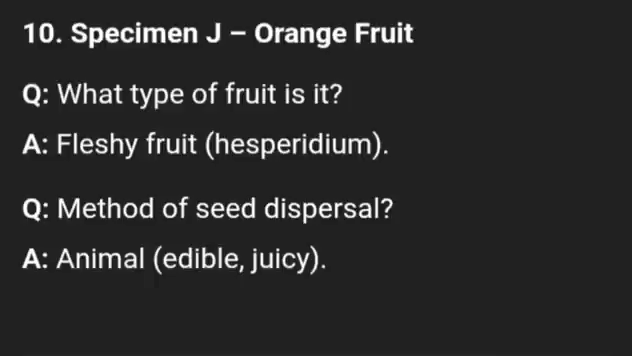 10. Specimen J – Orange Fruit
Q: What type of fruit is it?
A: Fleshy fruit (hesperidium).
Q: Method of seed dispersal?
A: Animal (edible, juicy).